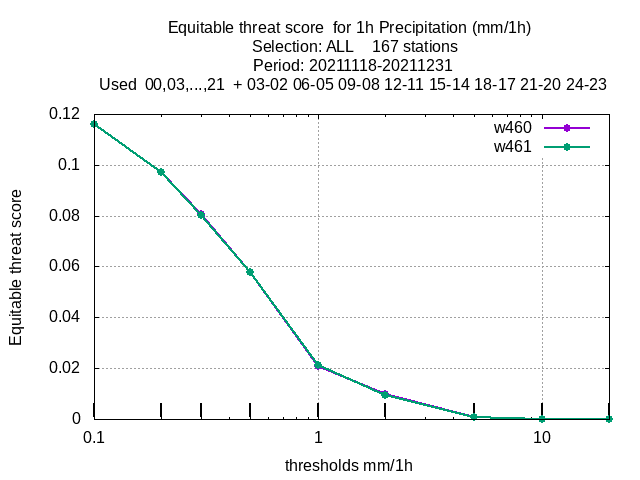 Equitable threat score  for 1h Precipitation (mm/1h)
Selection: ALL    167 stations
Period: 20211118-20211231
Used  00,03,...,21  + 03-02 06-05 09-08 12-11 15-14 18-17 21-20 24-23
w460
w461
Equitable threat score
0.12
0.1
0.08
0.06
0.04
0.02
0
0.1
1
10
thresholds mm/1h